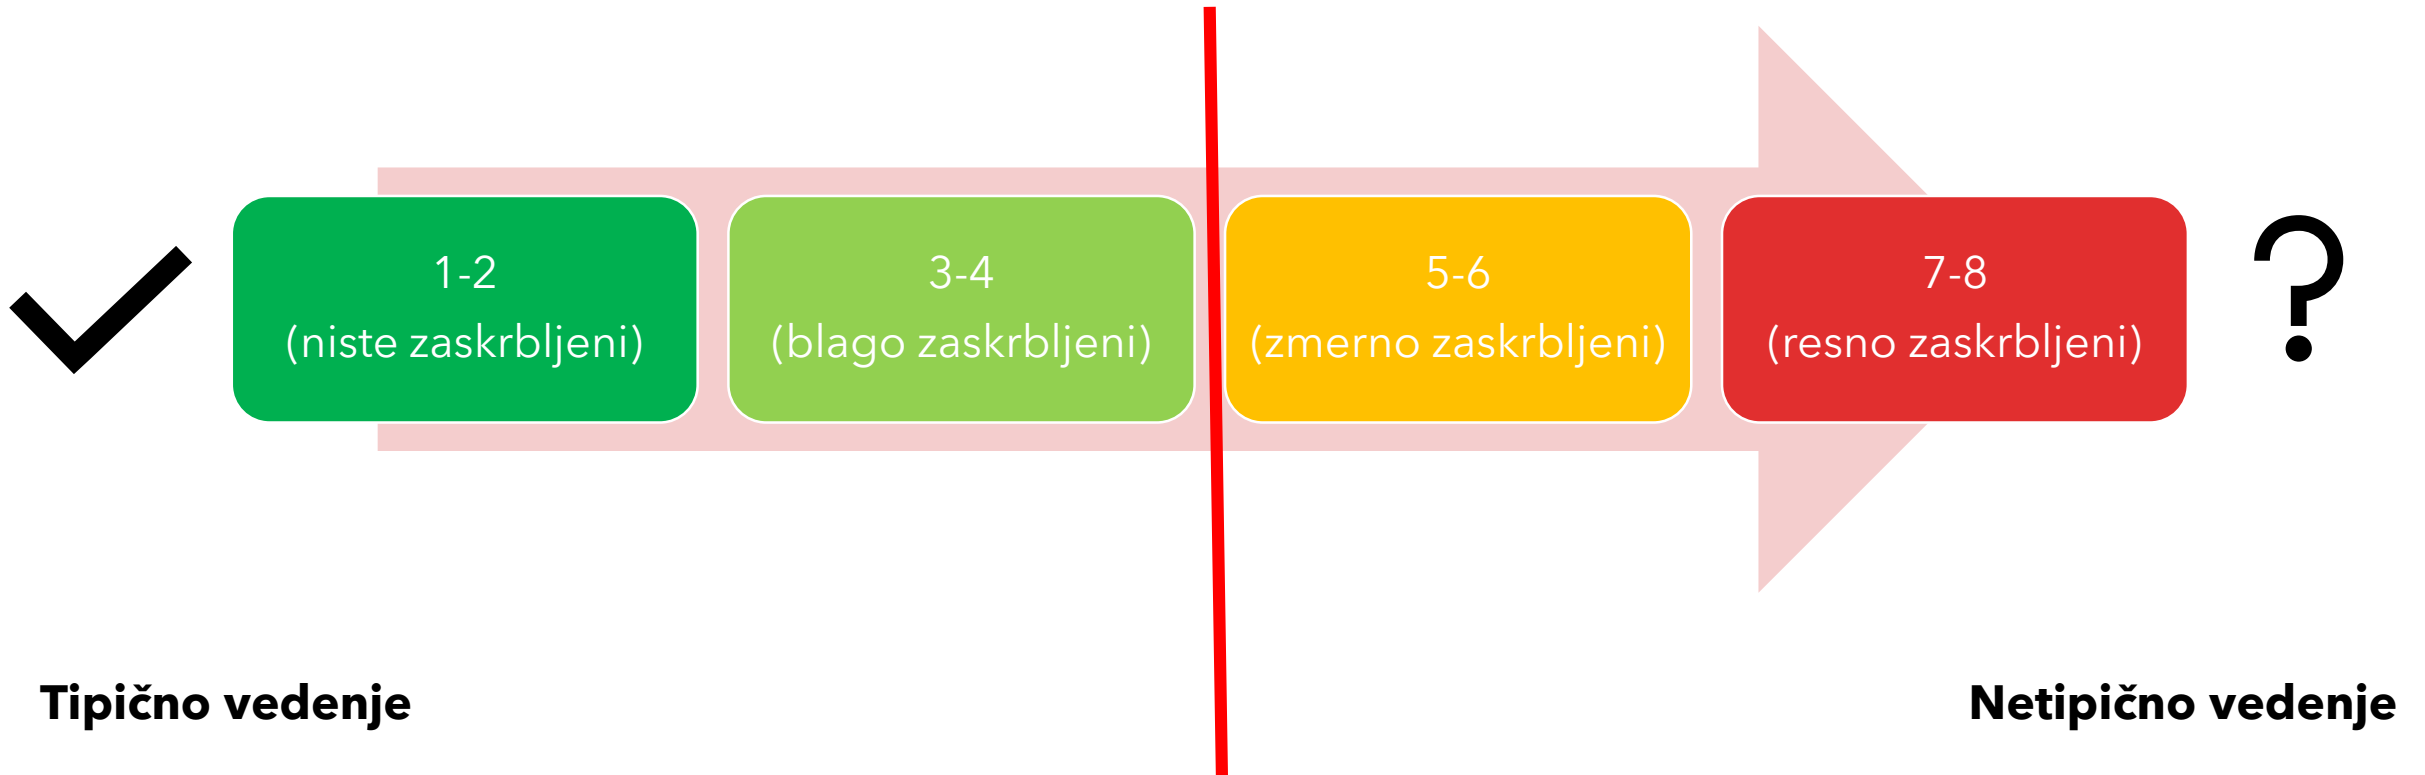 1-2
(niste zaskrbljeni)
3-4
(blago zaskrbljeni)
5-6
(zmerno zaskrbljeni)
7-8
(resno zaskrbljeni)
?
Tipično vedenje
Netipično vedenje